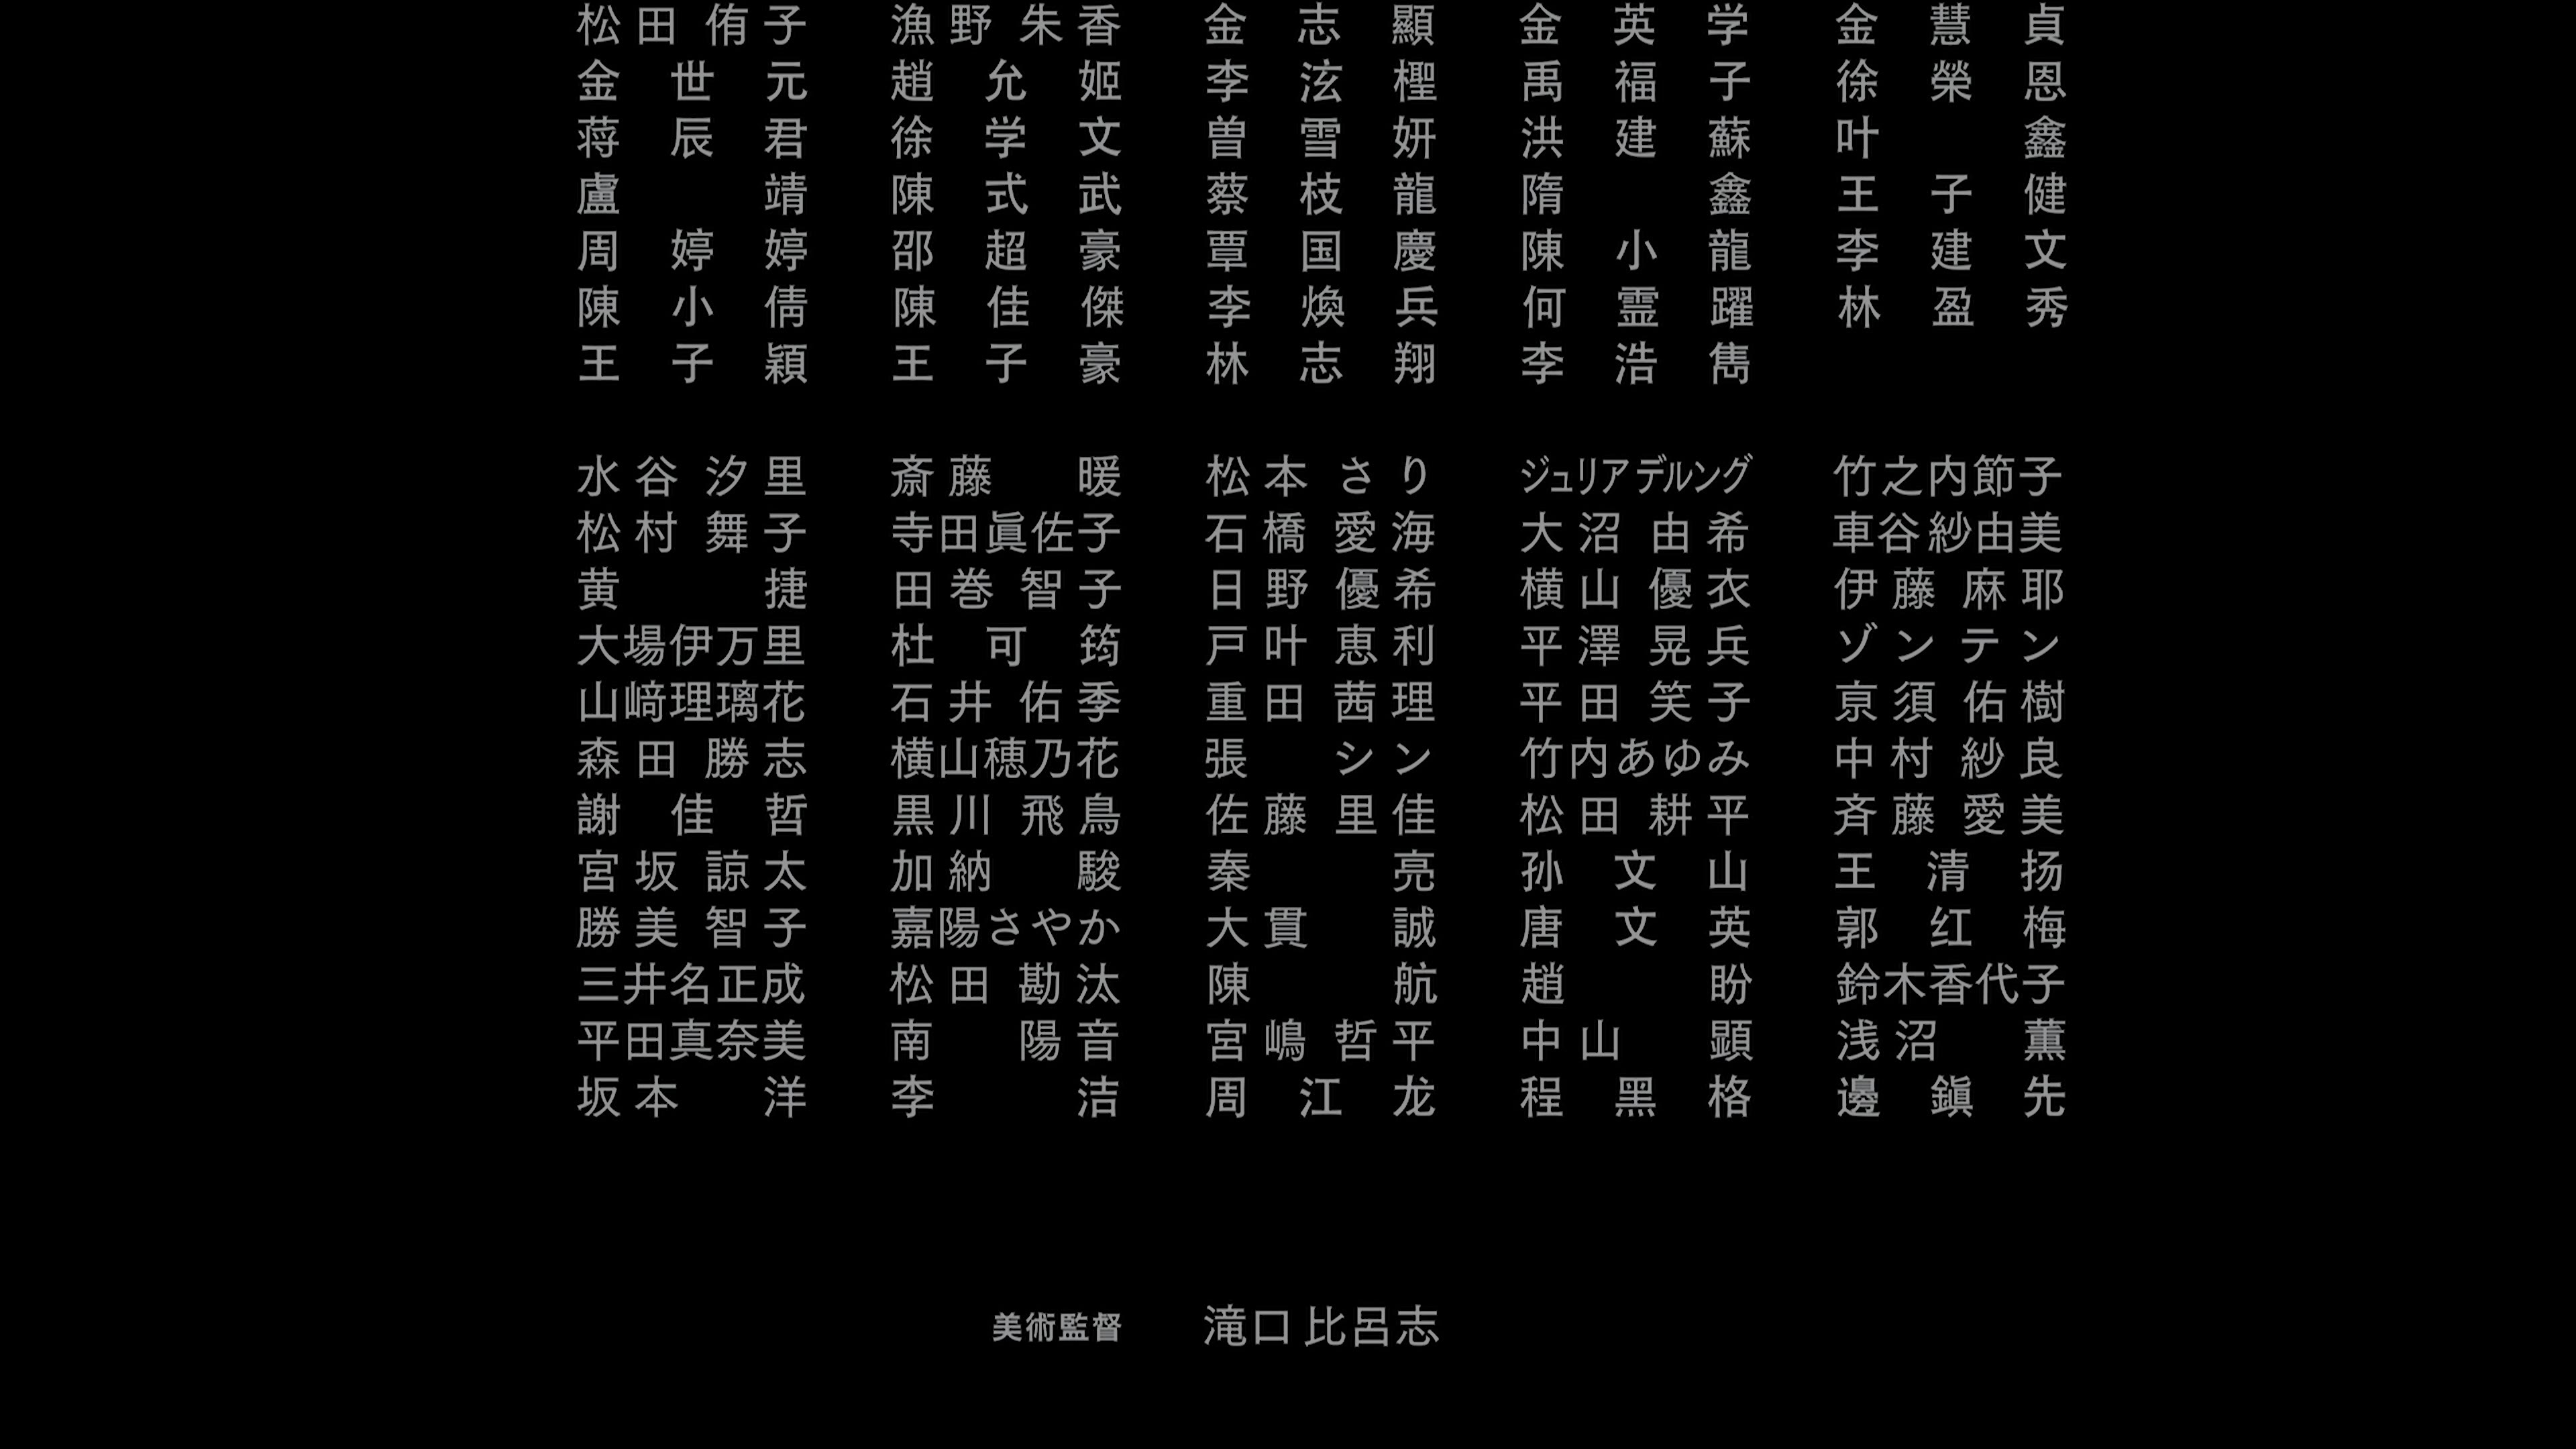 松田侑子 漁野朱香 金志顯 金英学 金慧貞
金世元 趙允姫 李泫檉 禹福子 徐榮恩
蒋辰君 徐学文 曽雪妍 洪建蘇 叶鑫
盧靖 陳式武 蔡枝龍 隋鑫 王子健
周婷婷 邵超豪 覃国慶 陳小龍 李建文
陳小倩 陳佳傑 李煥兵 何霊躍 林盈秀
王子穎 王子豪 林志翔 李浩雋
水谷汐里 斎藤暖 松本さり ジュリアデルング 竹之内節子
松村舞子 寺田眞佐子 石橋愛海 大沼由希 車谷紗由美
黄捷 田巻智子 日野優希 横山優衣 伊藤麻耶
大場伊万里 杜可筠 戸叶恵利 平澤晃兵 ゾンテン
山﨑理璃花 石井佑季 重田茜理 平田笑子 亰須佑樹
森田勝志 横山穂乃花 張シン 竹内あゆみ 中村紗良
謝佳哲 黒川飛鳥 佐藤里佳 松田耕平 斉藤愛美
宮坂諒太 加納駿 秦亮 孙文山 王清扬
勝美智子 嘉陽さやか 大貫誠 唐文英 郭红梅
三井名正成 松田勘汰 陳航 趙盼 鈴木香代子
平田真奈美 南陽音 宮嶋哲平 中山顕 浅沼薫
坂本洋 李洁 周江龙 程黑格 邊鎭先
美術監督 滝口比呂志